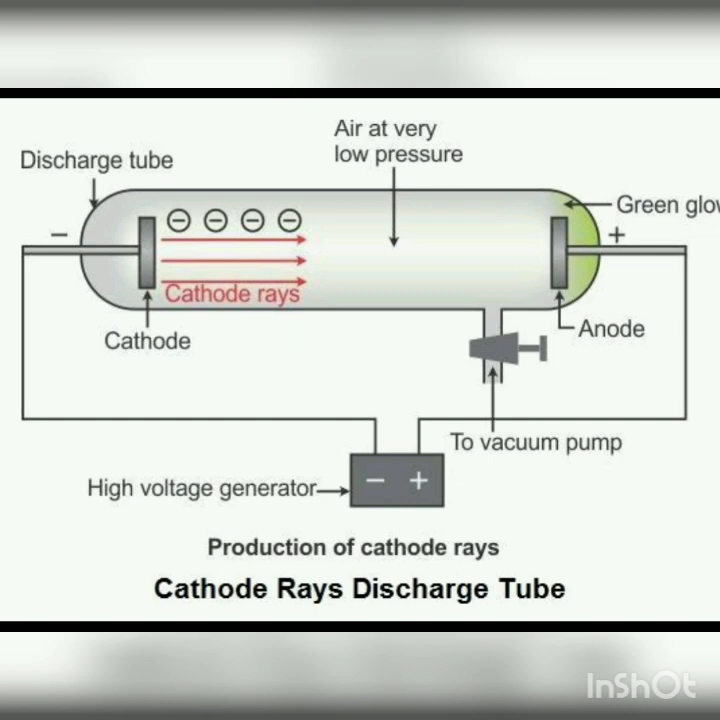 Air at very
low pressure
Discharge tube
Green glow
−
+
− − − −
Cathode rays
Cathode
Anode
To vacuum pump
High voltage generator
− +
Production of cathode rays
Cathode Rays Discharge Tube
InShOt